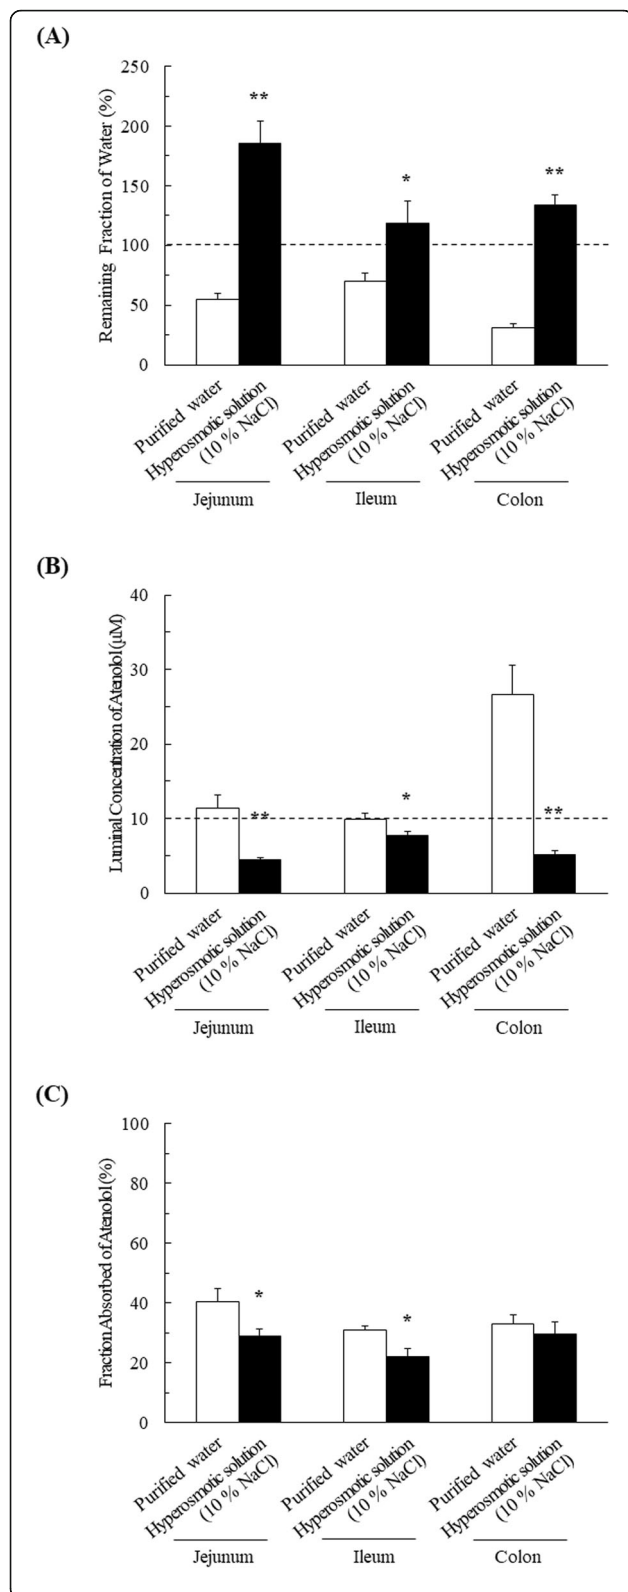 (A)
Remaining Fraction of Water (%)
250
200
150
100
50
0
**
*
**
Purified water
Hyperosmotic solution
(10 % NaCl)
Purified water
Hyperosmotic solution
(10 % NaCl)
Purified water
Hyperosmotic solution
(10 % NaCl)
Jejunum
Ileum
Colon
(B)
Luminal Concentration of Atenolol (µM)
40
30
20
10
0
**
*
**
Purified water
Hyperosmotic solution
(10 % NaCl)
Purified water
Hyperosmotic solution
(10 % NaCl)
Purified water
Hyperosmotic solution
(10 % NaCl)
Jejunum
Ileum
Colon
(C)
Fraction Absorbed of Atenolol (%)
100
80
60
40
20
0
*
*
Purified water
Hyperosmotic solution
(10 % NaCl)
Purified water
Hyperosmotic solution
(10 % NaCl)
Purified water
Hyperosmotic solution
(10 % NaCl)
Jejunum
Ileum
Colon